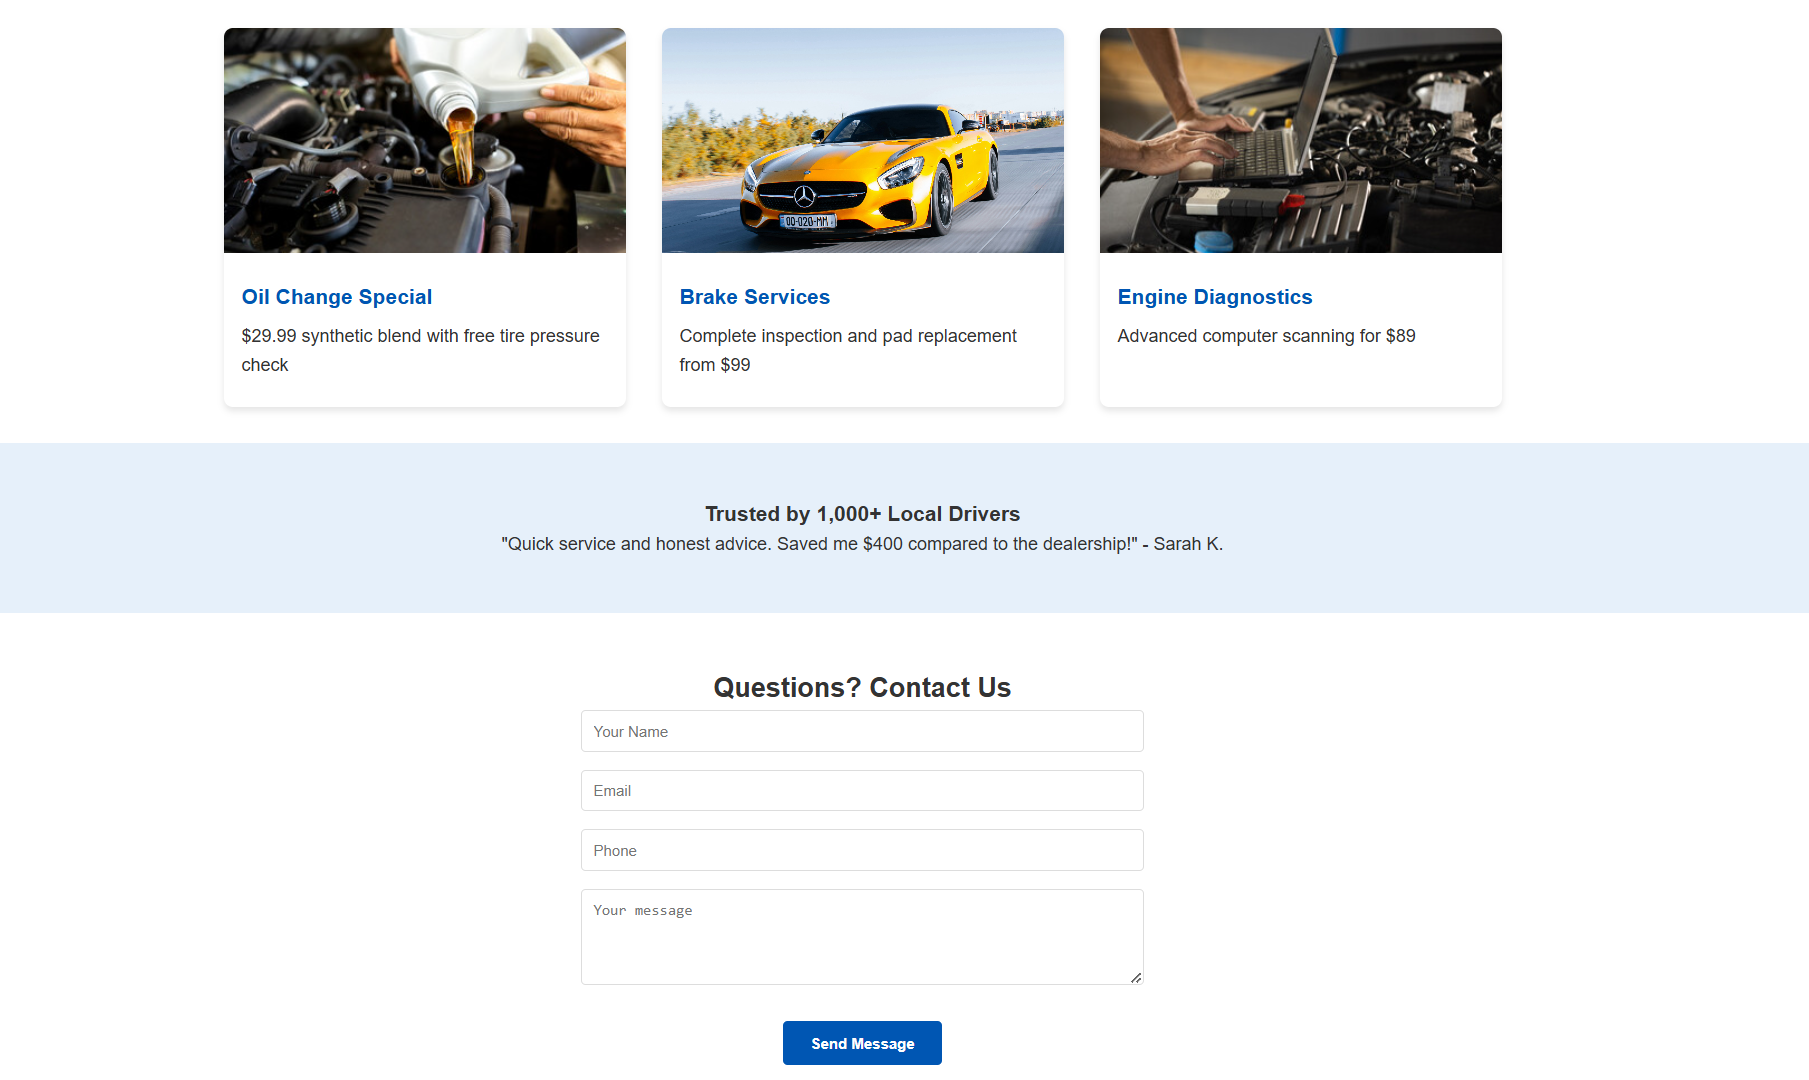 Oil Change Special
$29.99 synthetic blend with free tire pressure
check
Brake Services
Complete inspection and pad replacement
from $99
Engine Diagnostics
Advanced computer scanning for $89
00-020-MM
Trusted by 1,000+ Local Drivers
"Quick service and honest advice. Saved me $400 compared to the dealership!" - Sarah K.
Questions? Contact Us
Your Name
Email
Phone
Your message
Send Message